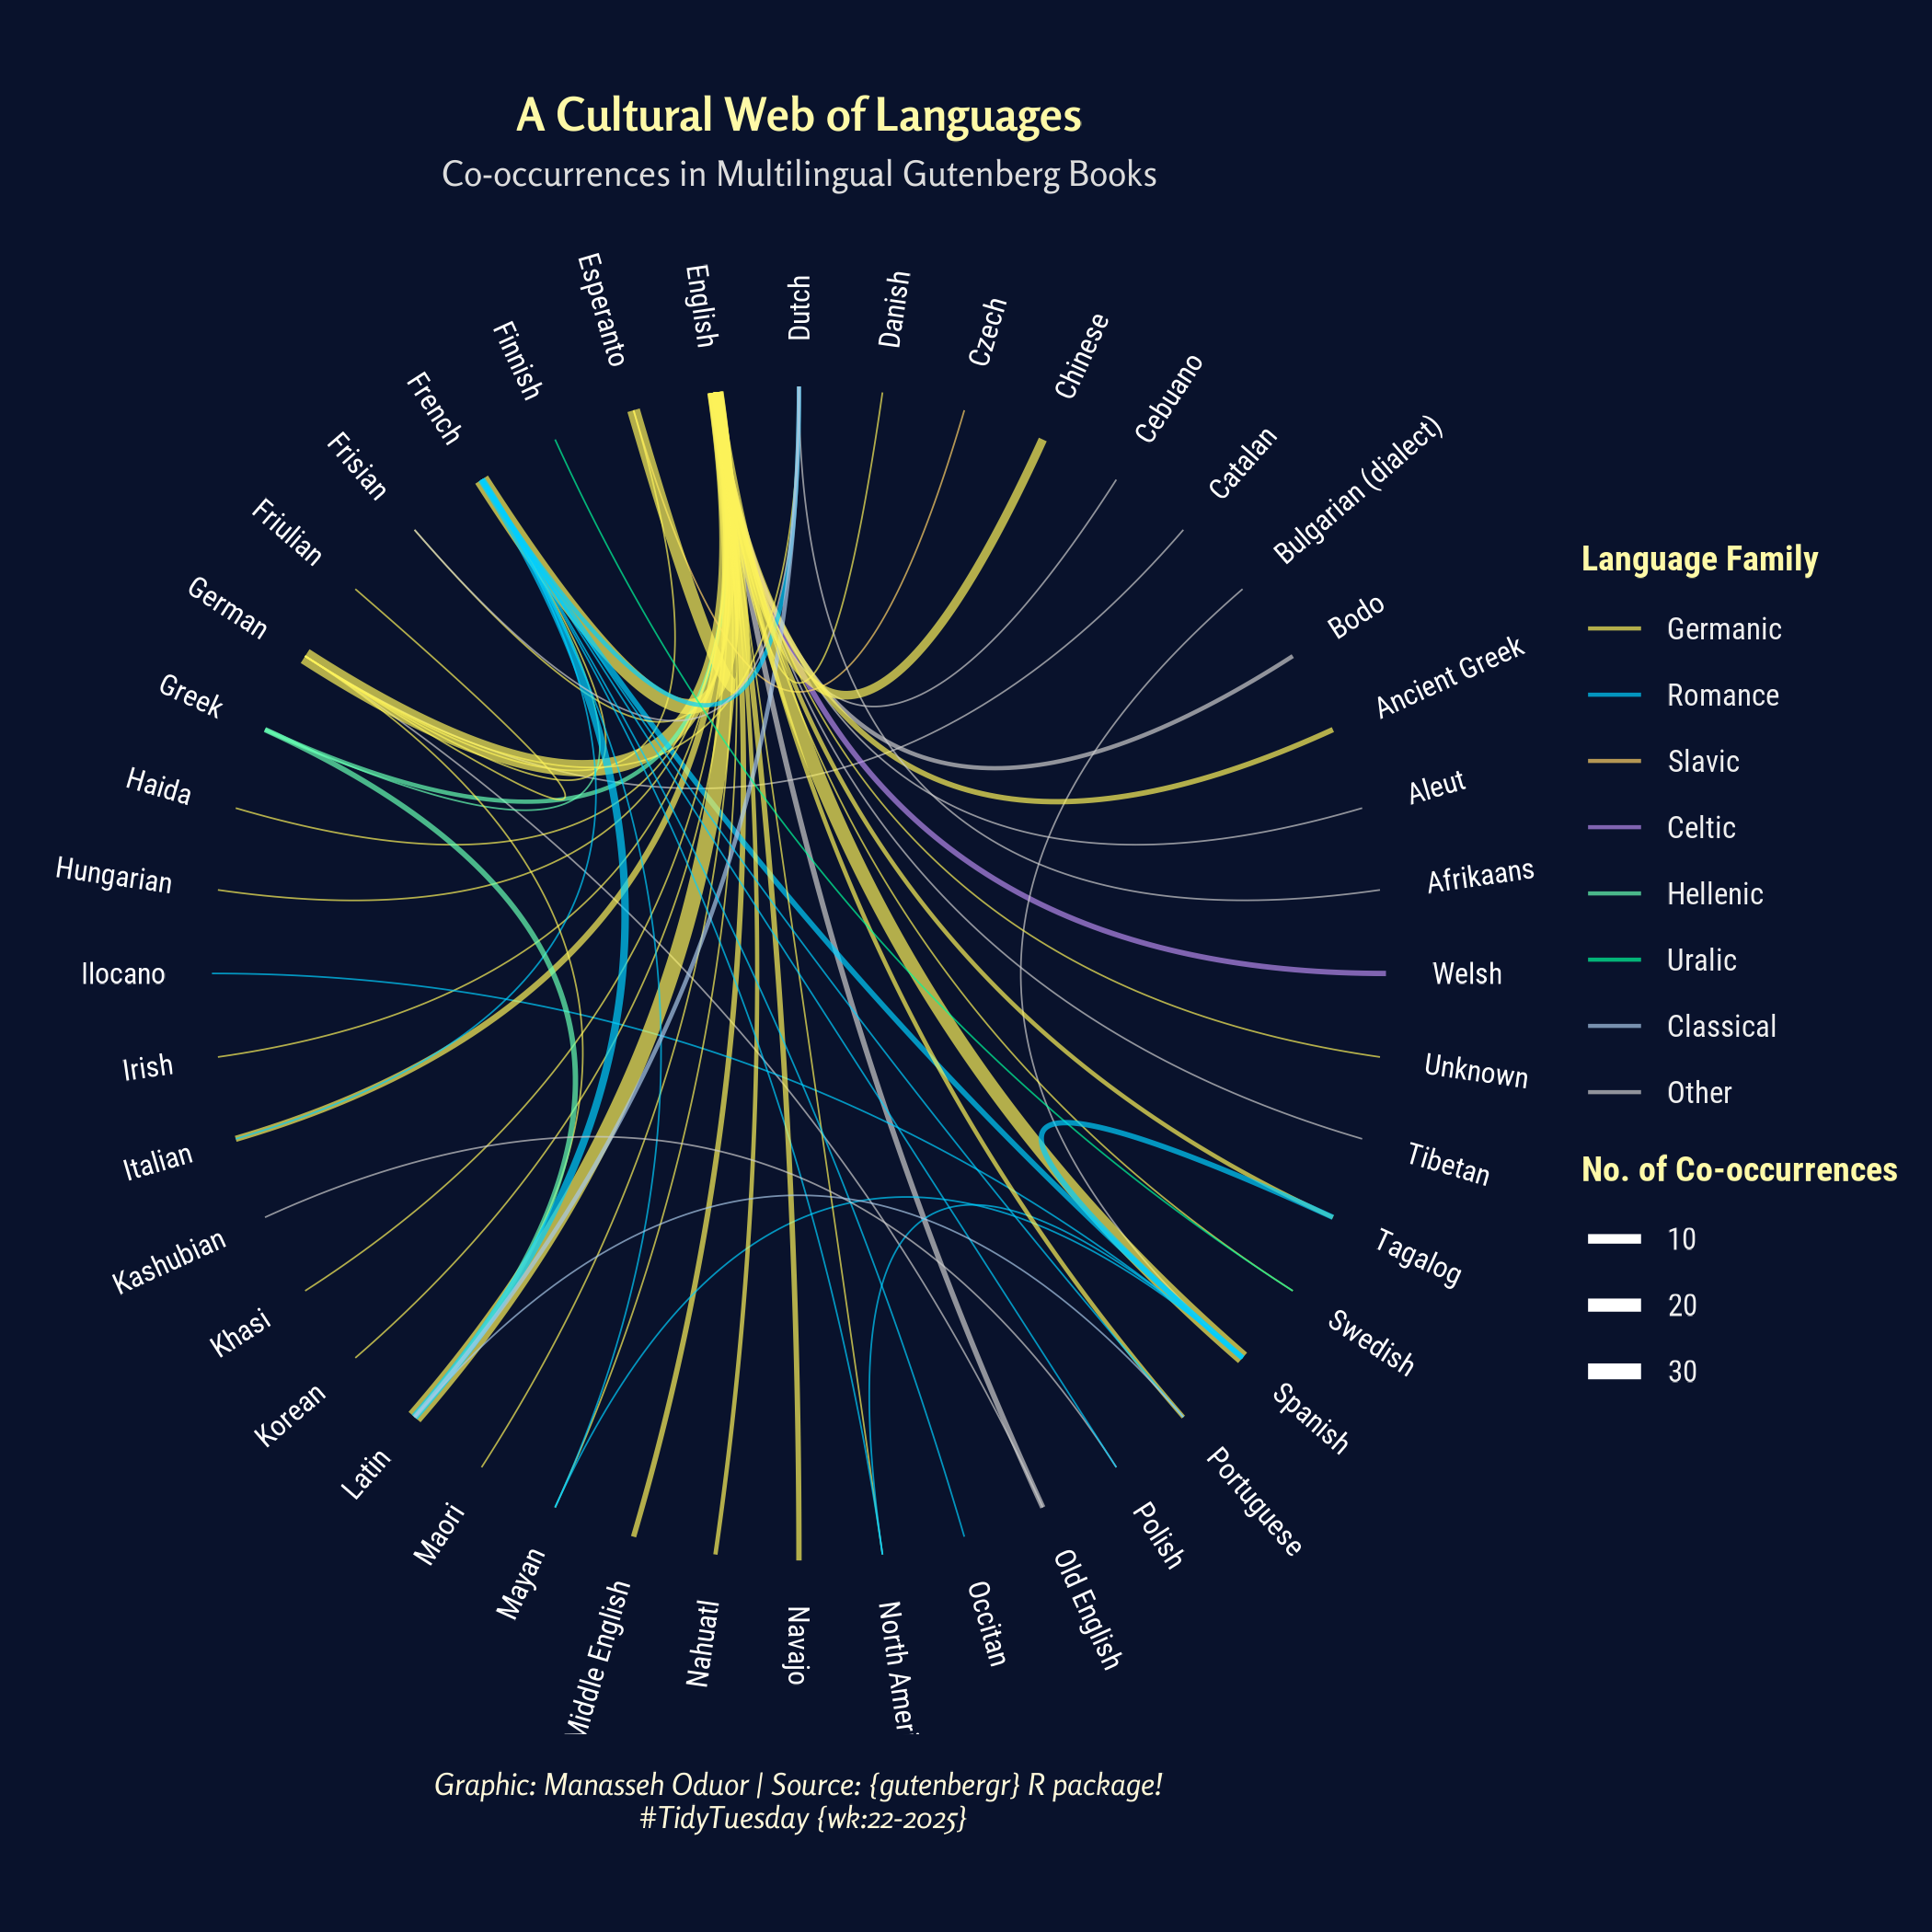 A Cultural Web of Languages
Co-occurrences in Multilingual Gutenberg Books
Dutch
Danish
Czech
Chinese
Cebuano
Catalan
Bulgarian (dialect)
Bodo
Ancient Greek
Aleut
Afrikaans
Welsh
Unknown
Tibetan
Tagalog
Swedish
Spanish
Portuguese
Polish
Old English
Occitan
North Ameri
Navajo
Nahuatl
Middle English
Mayan
Maori
Latin
Korean
Khasi
Kashubian
Italian
Irish
Ilocano
Hungarian
Haida
Greek
German
Friulian
Frisian
French
Finnish
Esperanto
English
Language Family
Germanic
Romance
Slavic
Celtic
Hellenic
Uralic
Classical
Other
No. of Co-occurrences
10
20
30
Graphic: Manasseh Oduor | Source: {gutenbergr} R package!
#TidyTuesday {wk:22-2025}